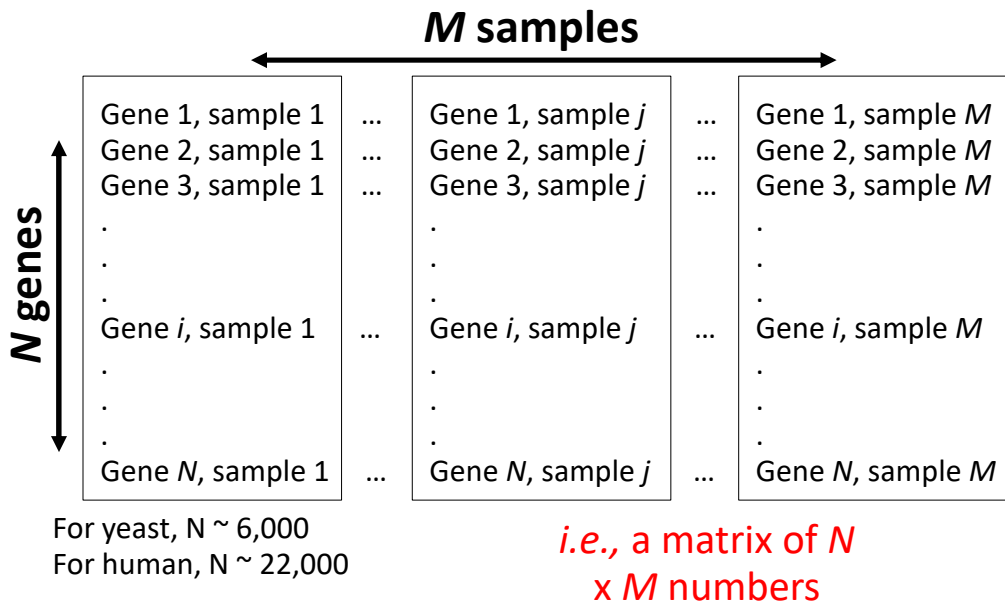 M samples
N genes
Gene 1, sample 1 … Gene 1, sample j … Gene 1, sample M
Gene 2, sample 1 … Gene 2, sample j … Gene 2, sample M
Gene 3, sample 1 … Gene 3, sample j … Gene 3, sample M
. . .
. . .
. . .
Gene i, sample 1 … Gene i, sample j … Gene i, sample M
. . .
. . .
. . .
Gene N, sample 1 … Gene N, sample j … Gene N, sample M
For yeast, N ~ 6,000
For human, N ~ 22,000
i.e., a matrix of N
x M numbers